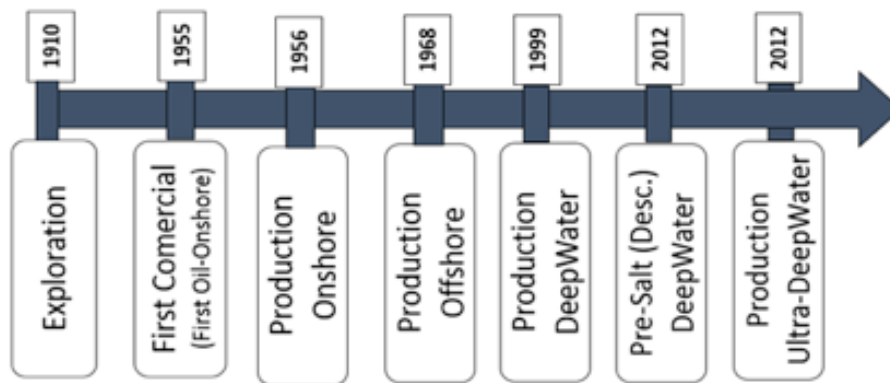 1910
1955
1956
1968
1999
2012
2012
Exploration
First Comercial
(First Oil-Onshore)
Production
Onshore
Production
Offshore
Production
DeepWater
Pre-Salt (Desc.)
DeepWater
Production
Ultra-DeepWater